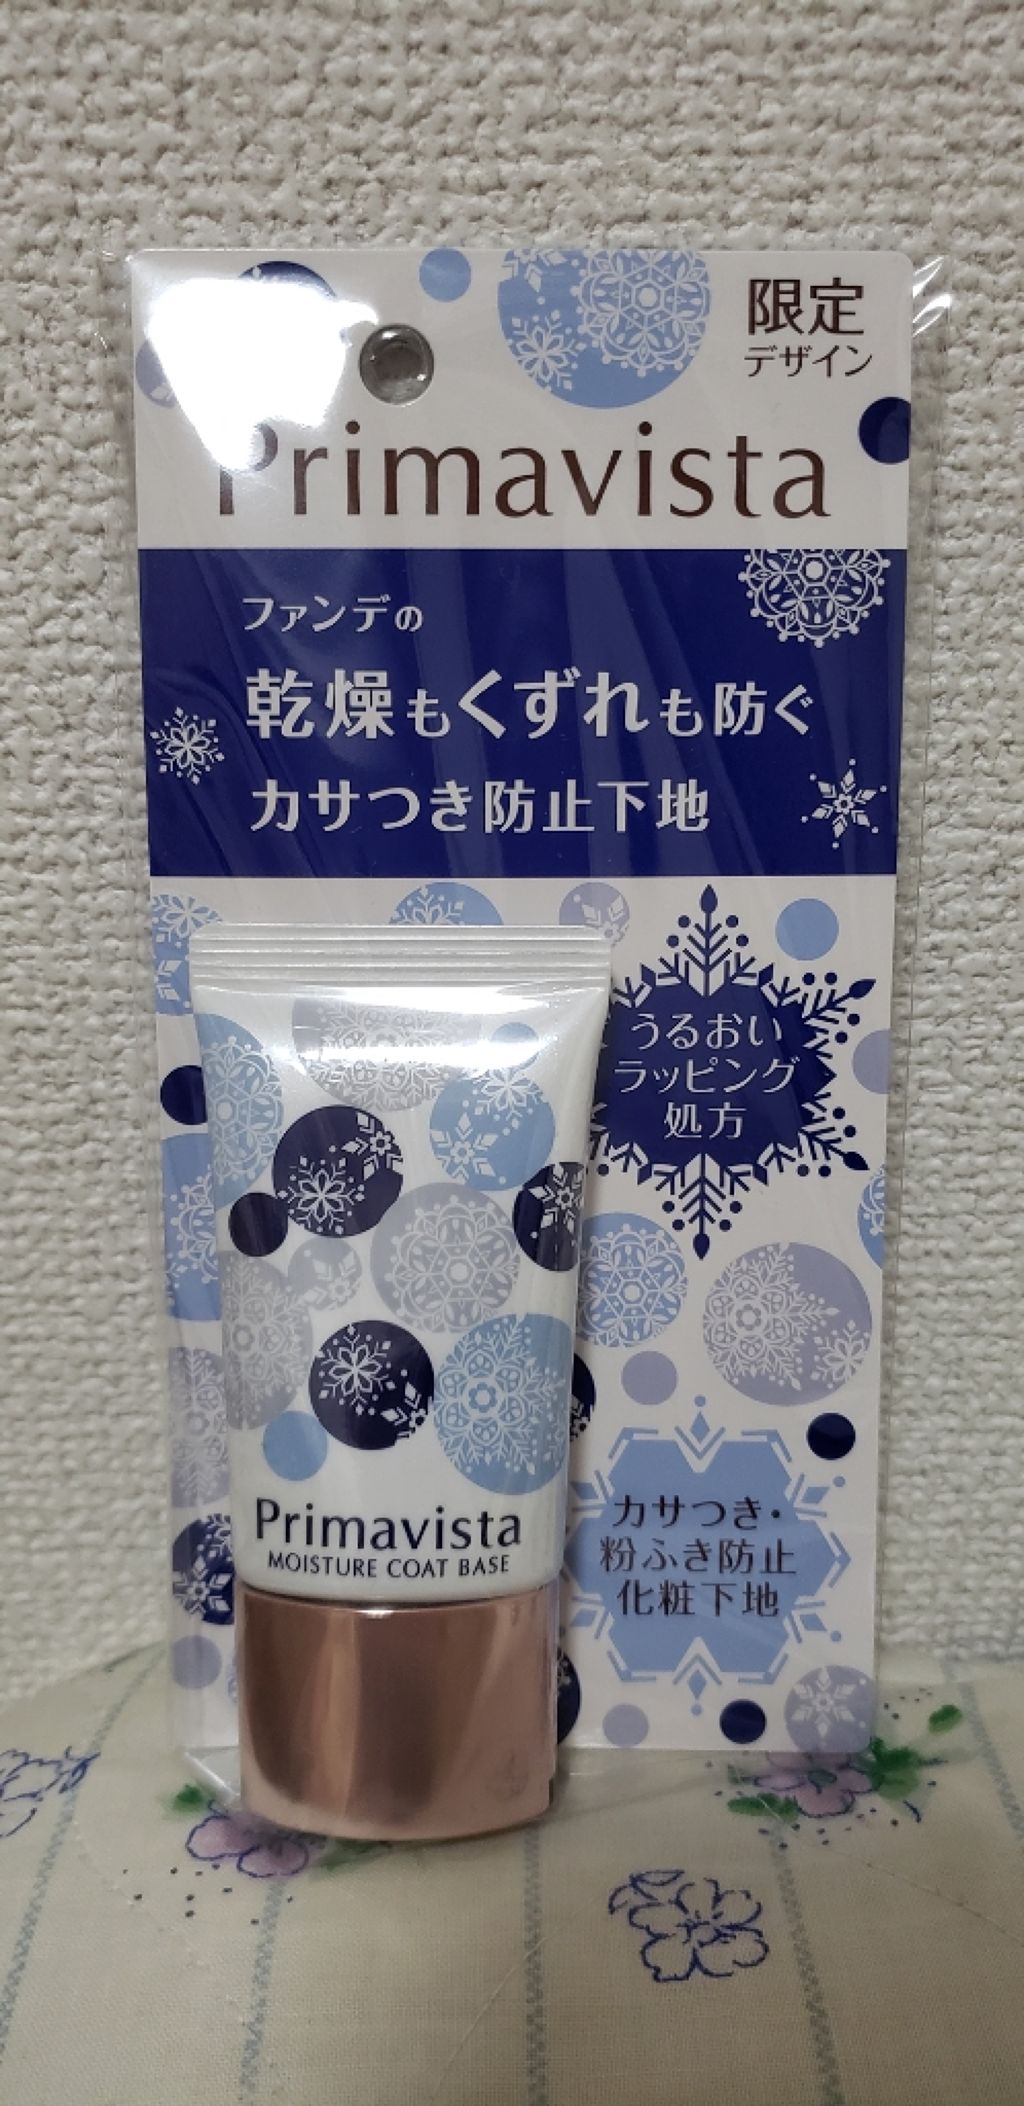 限定
デザイン
Primavista
ファンデの
乾燥もくずれも防ぐ
カサつき防止下地
うるおい
ラッピング
処方
Primavista
MOISTURE COAT BASE
カサつき・
粉ふき防止
化粧下地